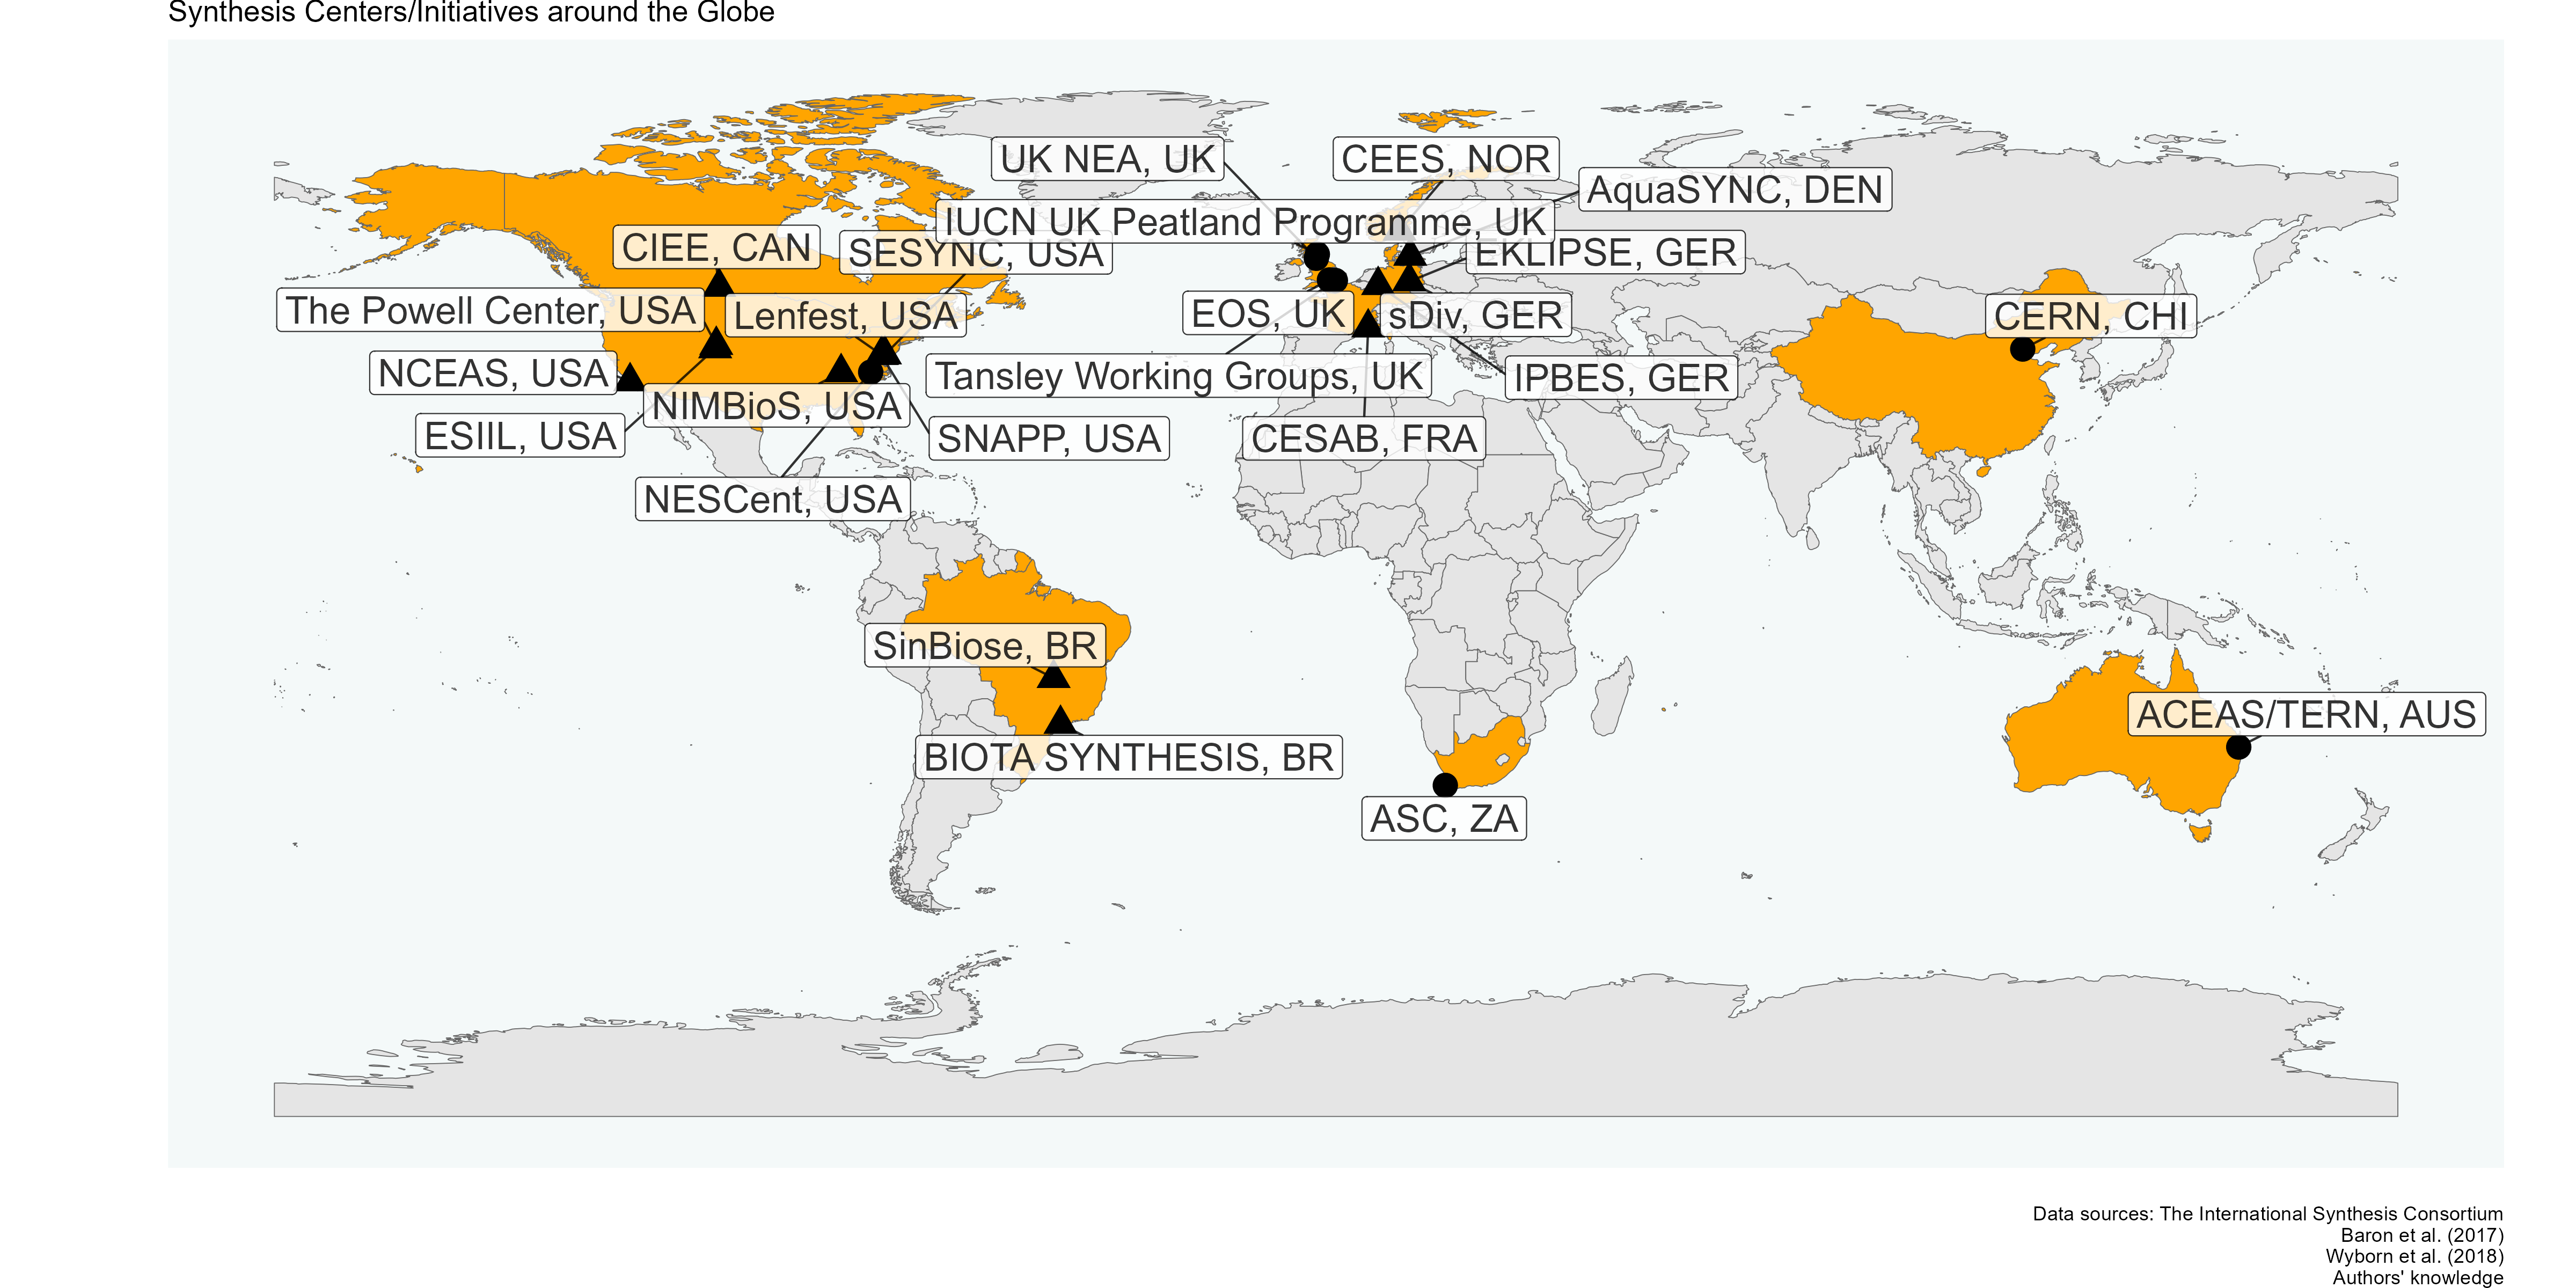 Synthesis Centers/Initiatives around the Globe
UK NEA, UK
CEES, NOR
AquaSYNC, DEN
IUCN UK Peatland Programme, UK
CIEE, CAN
SESYNC, USA
EKLIPSE, GER
The Powell Center, USA
Lenfest, USA
EOS, UK
sDiv, GER
CERN, CHI
NCEAS, USA
Tansley Working Groups, UK
IPBES, GER
NIMBioS, USA
ESIIL, USA
SNAPP, USA
CESAB, FRA
NESCent, USA
SinBiose, BR
ACEAS/TERN, AUS
BIOTA SYNTHESIS, BR
ASC, ZA
Data sources: The International Synthesis Consortium
Baron et al. (2017)
Wyborn et al. (2018)
Authors' knowledge